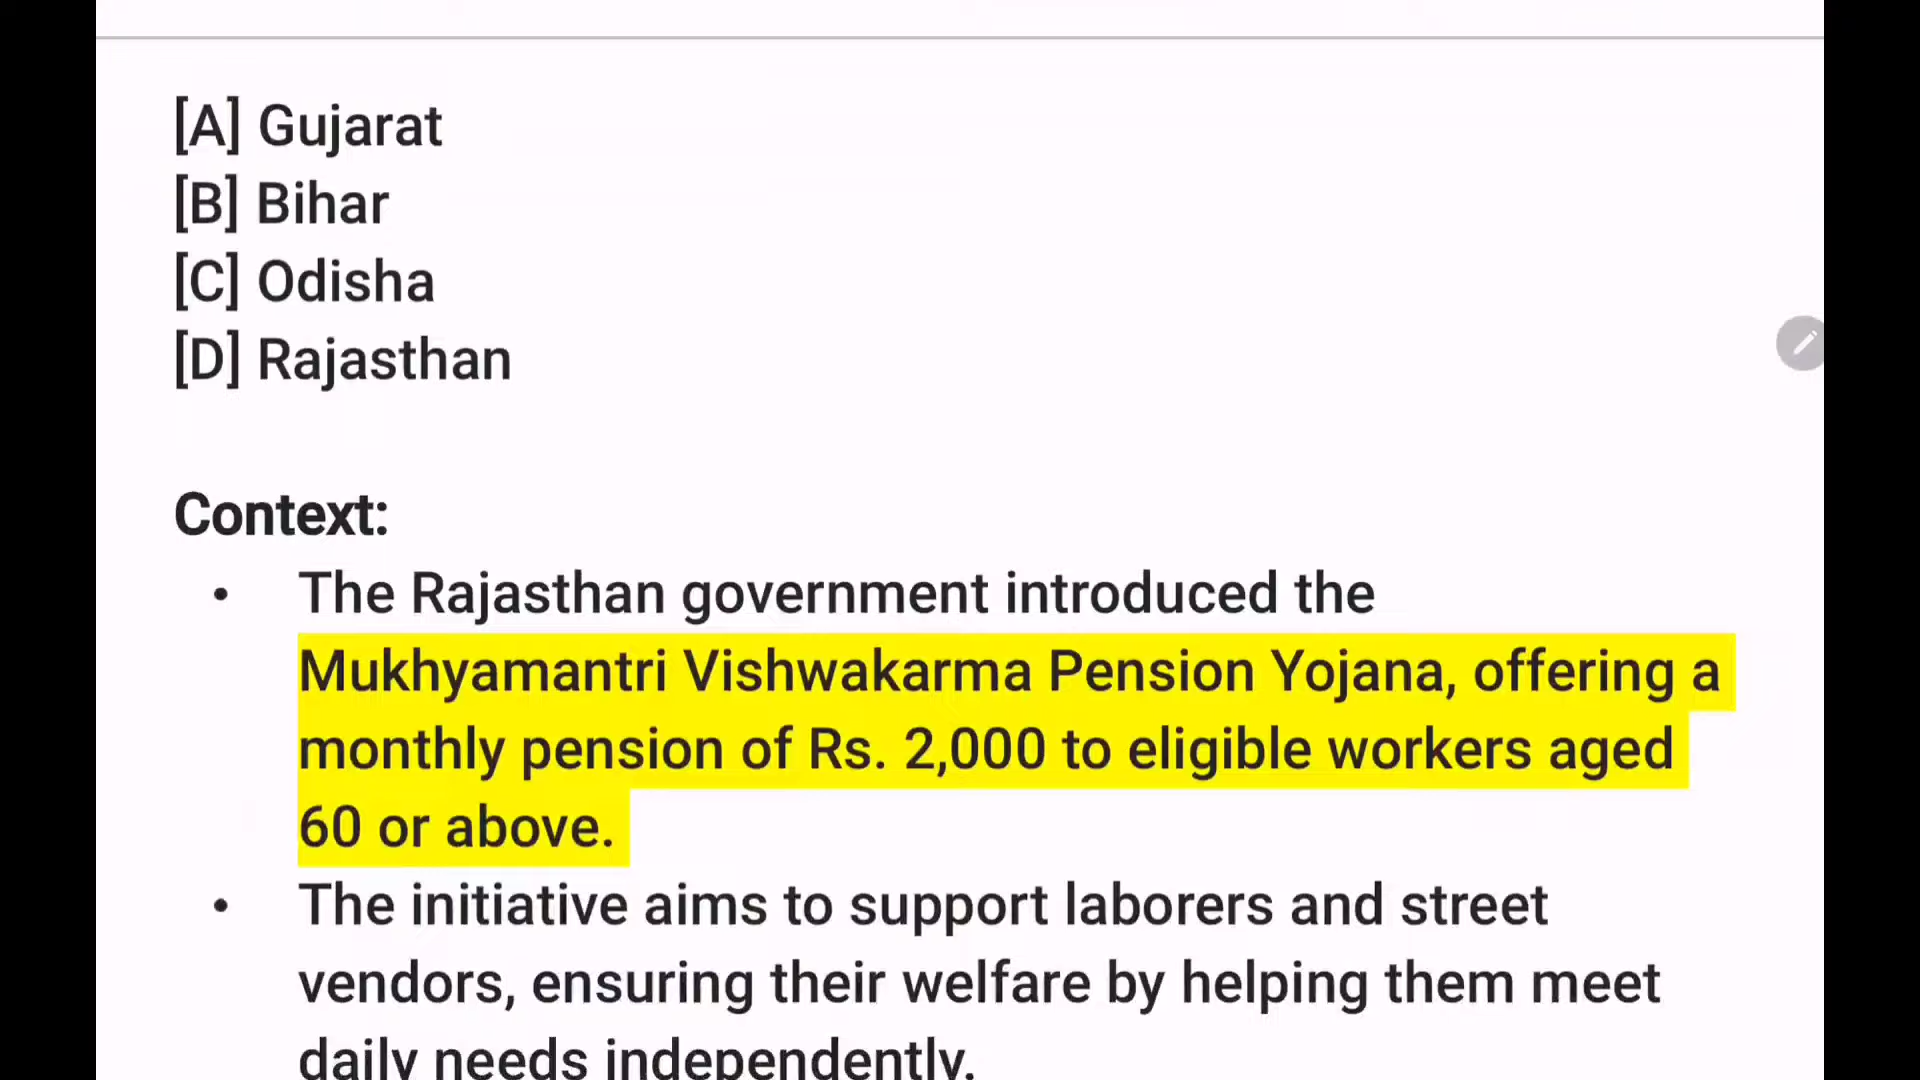 [A] Gujarat
[B] Bihar
[C] Odisha
[D] Rajasthan
Context:
• The Rajasthan government introduced the
Mukhyamantri Vishwakarma Pension Yojana, offering a
monthly pension of Rs. 2,000 to eligible workers aged
60 or above.
• The initiative aims to support laborers and street
vendors, ensuring their welfare by helping them meet
daily needs independently.